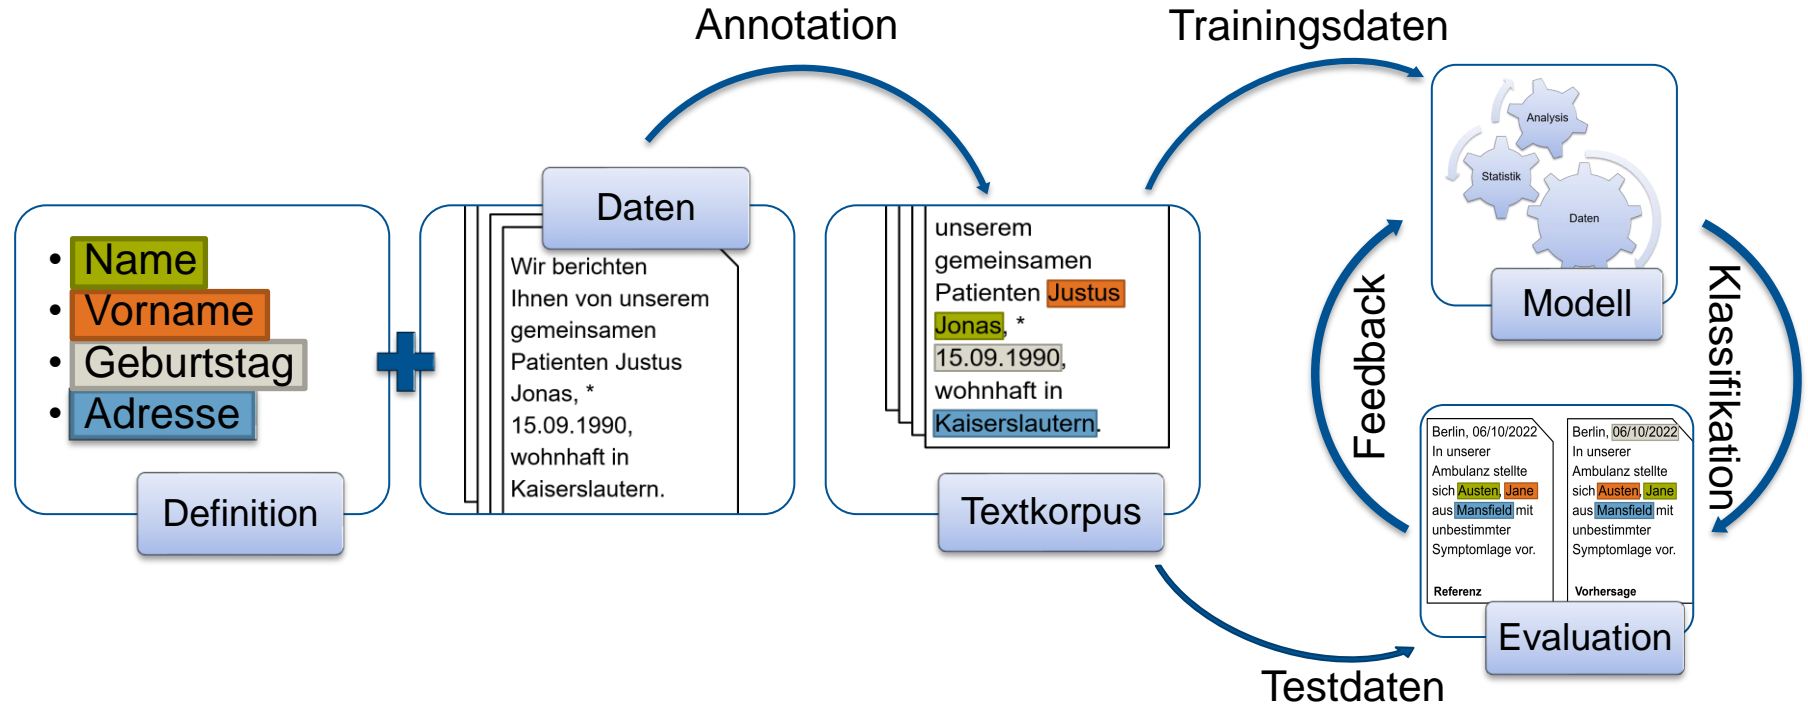 Annotation
Trainingsdaten
• Name
• Vorname
• Geburtstag
• Adresse
Definition
Daten
Wir berichten
Ihnen von unserem
gemeinsamen
Patienten Justus
Jonas, *
15.09.1990,
wohnhaft in
Kaiserslautern.
unserem
gemeinsamen
Patienten Justus
Jonas, *
15.09.1990,
wohnhaft in
Kaiserslautern.
Textkorpus
Analysis
Statistik
Daten
Modell
Feedback
Klassifikation
Berlin, 06/10/2022
In unserer
Ambulanz stellte
sich Austen, Jane
aus Mansfield mit
unbestimmter
Symptomlage vor.
Referenz
Berlin, 06/10/2022
In unserer
Ambulanz stellte
sich Austen, Jane
aus Mansfield mit
unbestimmter
Symptomlage vor.
Vorhersage
Evaluation
Testdaten